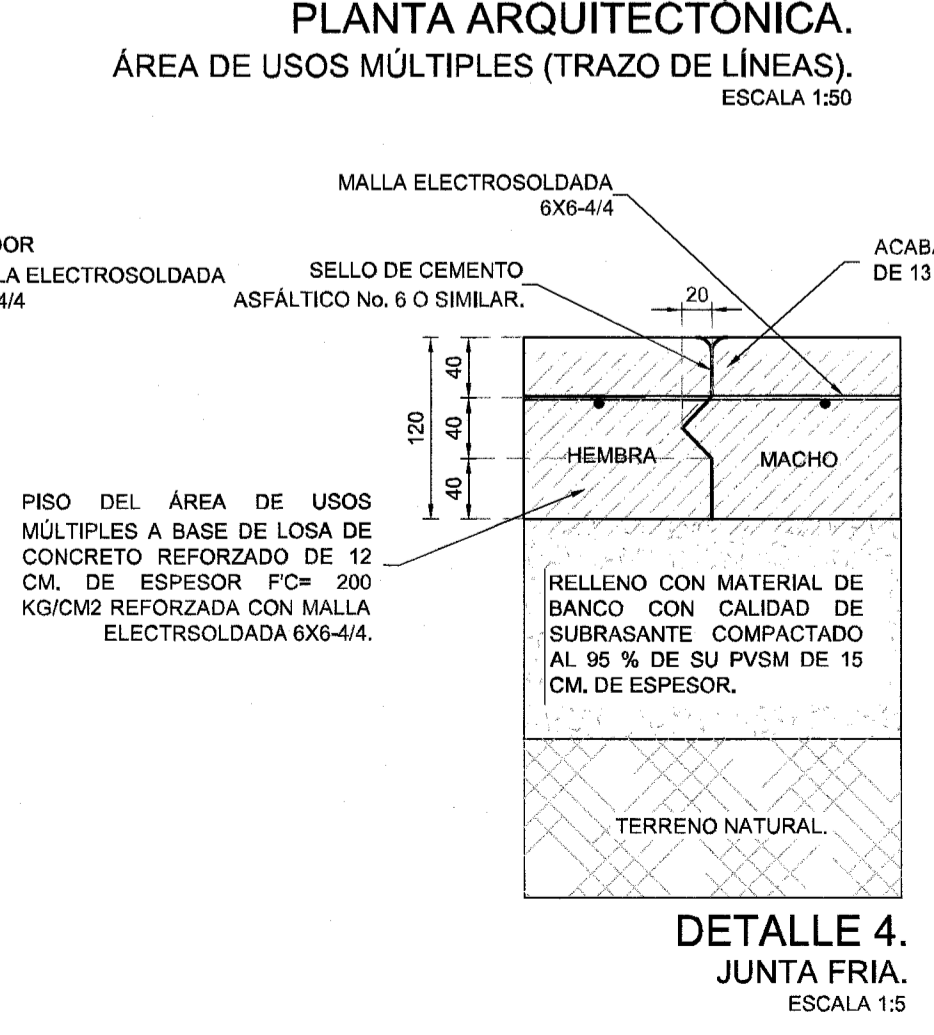 PLANTA ARQUITECTÓNICA.
ÁREA DE USOS MÚLTIPLES (TRAZO DE LÍNEAS).
ESCALA 1:50
MALLA ELECTROSOLDADA
6X6-4/4
ELECTROSOLDADA
4/4
SELLO DE CEMENTO
ASFÁLTICO No. 6 O SIMILAR.
DE 13
20
40
40
40
120
HEMBRA
MACHO
PISO DEL ÁREA DE USOS
MÚLTIPLES A BASE DE LOSA DE
CONCRETO REFORZADO DE 12
CM. DE ESPESOR F'C= 200
KG/CM2 REFORZADA CON MALLA
ELECTRSOLDADA 6X6-4/4.
RELLENO CON MATERIAL DE
BANCO CON CALIDAD DE
SUBRASANTE COMPACTADO
AL 95 % DE SU PVSM DE 15
CM. DE ESPESOR.
TERRENO NATURAL.
DETALLE 4.
JUNTA FRIA.
ESCALA 1:5